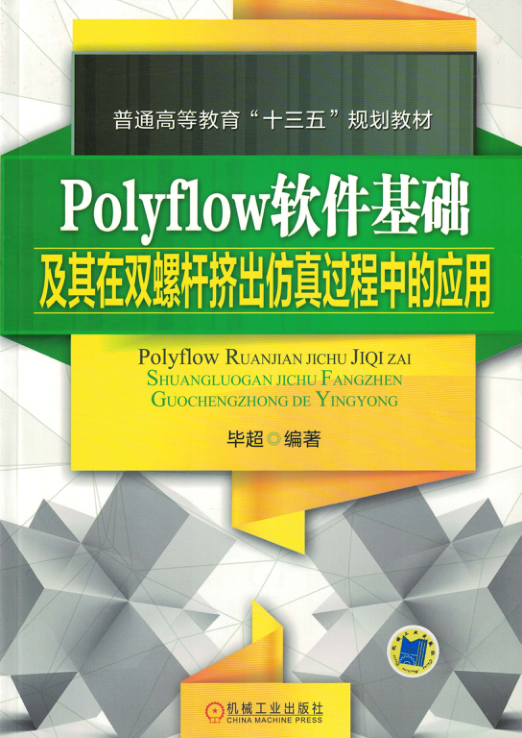 普通高等教育“十三五”规划教材
Polyflow软件基础
及其在双螺杆挤出仿真过程中的应用
Polyflow RUANJIAN JICHU JIQI ZAI
SHUANGLUOGAN JICHU FANGZHEN
GUOCHENGZHONG DE YINGYONG
毕超◎编著
机械工业出版社
CHINA MACHINE PRESS